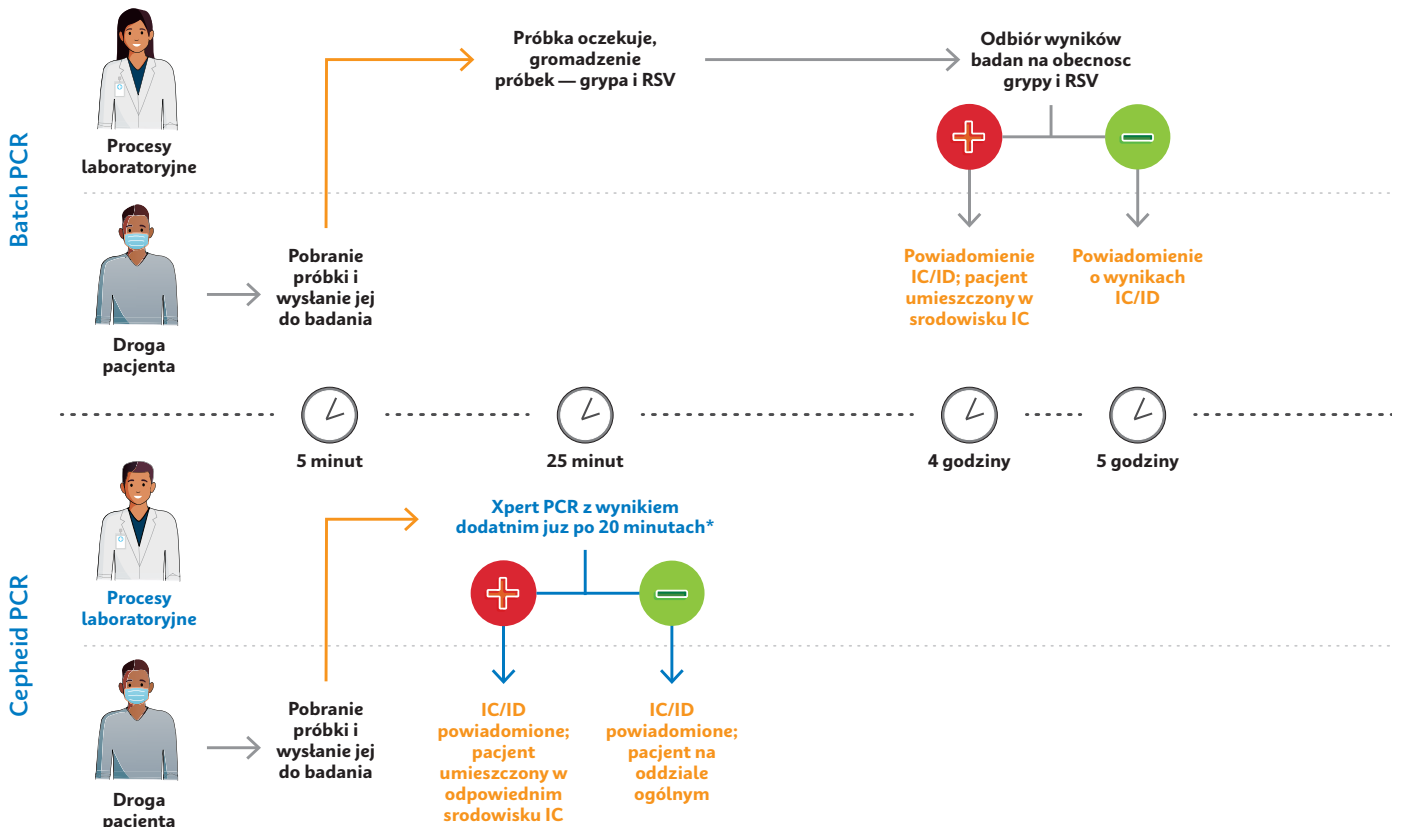 Batch PCR
Procesy
laboratoryjne
Próbka oczekuje,
gromadzenie
próbek — grypa i RSV
Odbiór wyników
badan na obecnosc
grypy i RSV
Droga
pacjenta
Pobranie
próbki i
wysłanie jej
do badania
Powiadomienie
IC/ID; pacjent
umieszczony w
srodowisku IC
Powiadomienie
o wynikach
IC/ID
5 minut
25 minut
4 godziny
5 godziny
Cepheid PCR
Procesy
laboratoryjne
Xpert PCR z wynikiem
dodatnim juz po 20 minutach*
Droga
pacjenta
Pobranie
próbki i
wysłanie jej
do badania
IC/ID
powiadomione;
pacjent
umieszczony w
odpowiednim
srodowisku IC
IC/ID
powiadomione;
pacjent na
oddziale
ogólnym